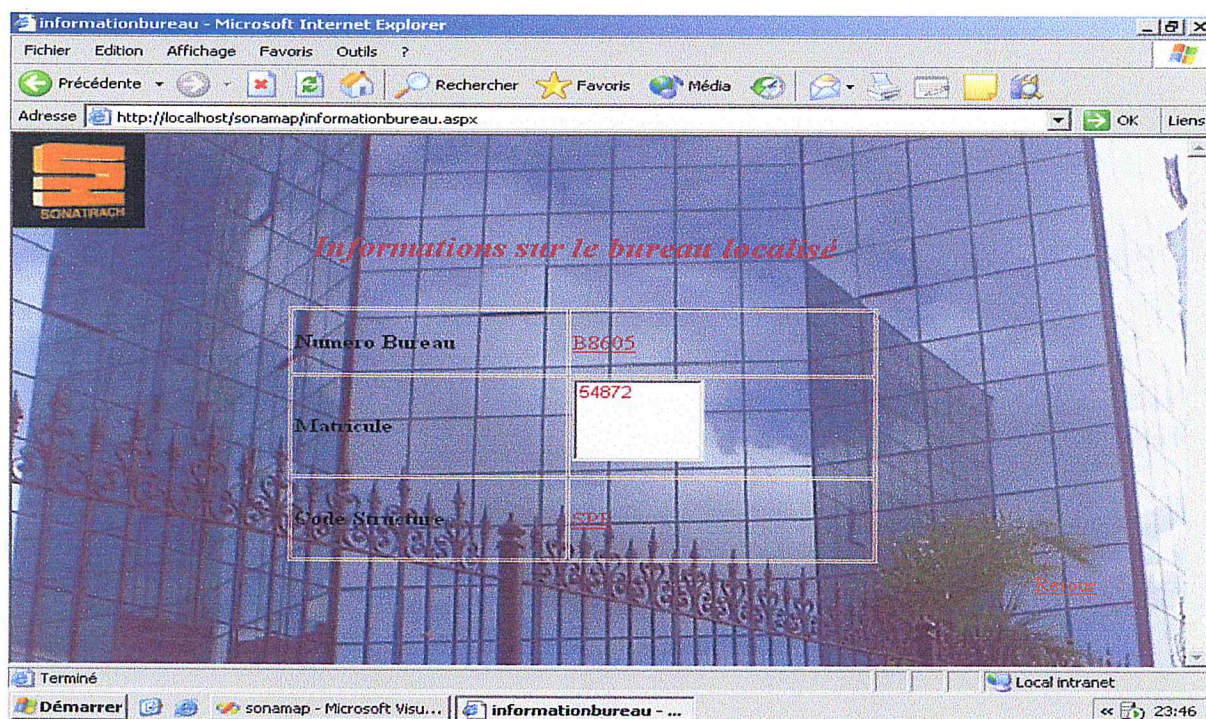 informationbureau - Microsoft Internet Explorer
Fichier Edition Affichage Favoris Outils ?
Précédente Rechercher Favoris Média
Adresse http://localhost/sonamap/informationbureau.aspx OK Liens
SONATRACH
Informations sur le bureau localisé
Numero Bureau B8605
54872
Matricule
Code Structure
Retour
Terminé Local intranet
Démarrer sonamap - Microsoft Visu... informationbureau - ... « 23:46